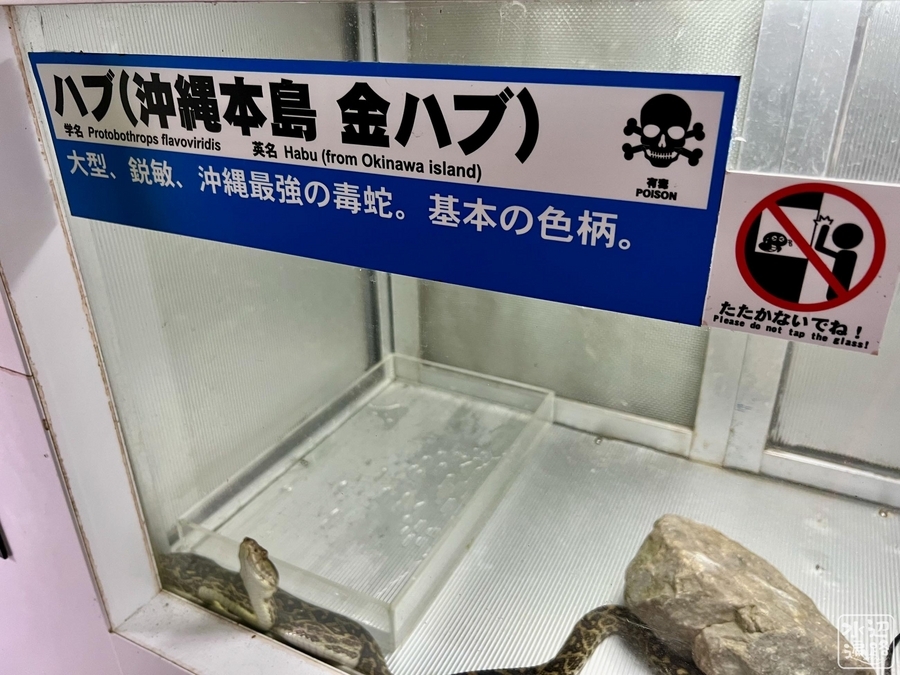 ハブ(沖縄本島 金ハブ)
学名 Protobothrops flavoviridis 英名 Habu (from Okinawa island)
大型、鋭敏、沖縄最強の毒蛇。基本の色柄。
有毒
POISON
たたかないでね!
Please do not tap the glass!